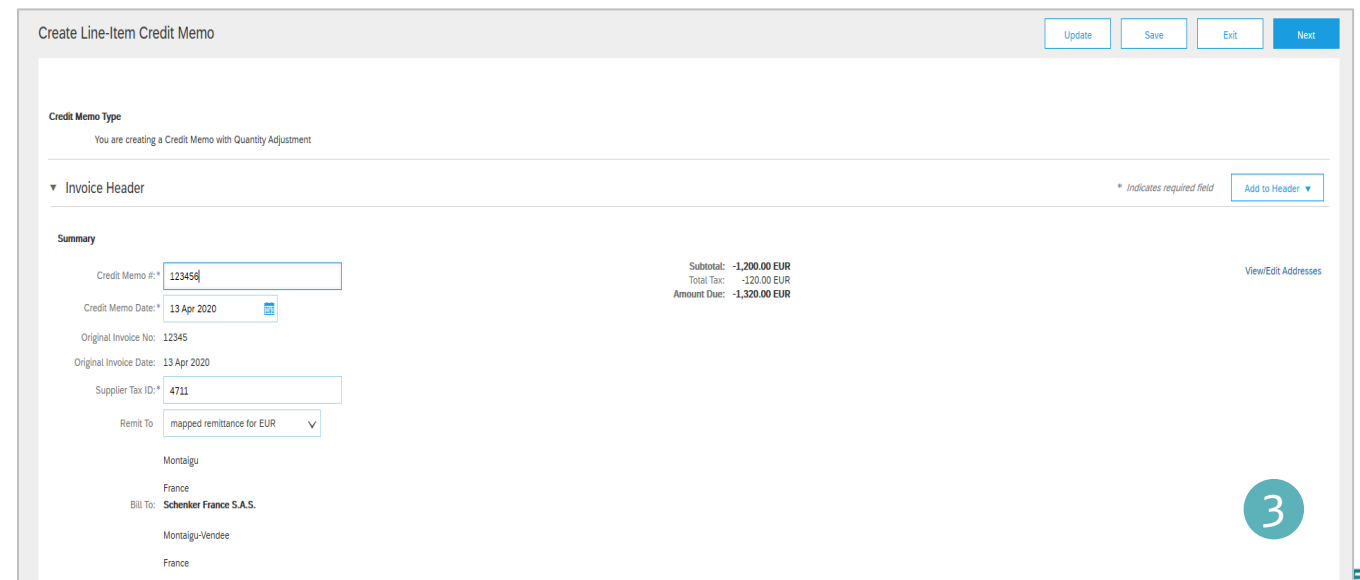 Create Line-Item Credit Memo
Update Save Exit Next
Credit Memo Type
You are creating a Credit Memo with Quantity Adjustment
▼ Invoice Header
* Indicates required field
Add to Header ▼
Summary
Credit Memo #:* 123456
Subtotal: -1,200.00 EUR
Total Tax: -120.00 EUR
Amount Due: -1,320.00 EUR
View/Edit Addresses
Credit Memo Date:* 13 Apr 2020
Original Invoice No: 12345
Original Invoice Date: 13 Apr 2020
Supplier Tax ID:* 4711
Remit To mapped remittance for EUR
Montaigu
France
Bill To: Schenker France S.A.S.
Montaigu-Vendee
France
3